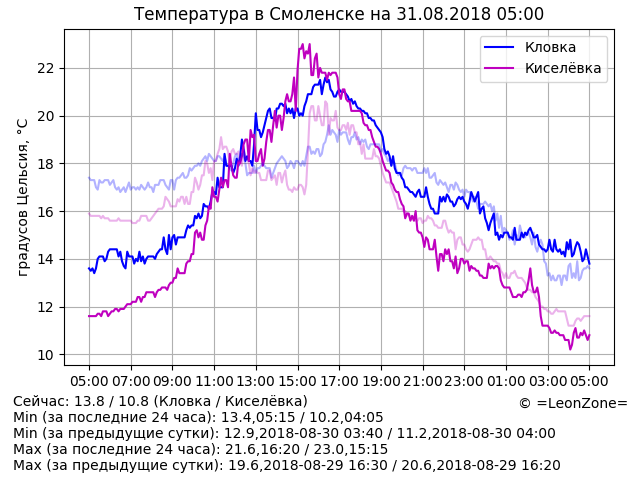 Температура в Смоленске на 31.08.2018 05:00
Кловка
Киселёвка
градусов Цельсия, °C
22
20
18
16
14
12
10
05:00 07:00 09:00 11:00 13:00 15:00 17:00 19:00 21:00 23:00 01:00 03:00 05:00
Сейчас: 13.8 / 10.8 (Кловка / Киселёвка)
© =LeonZone=
Min (за последние 24 часа): 13.4,05:15 / 10.2,04:05
Min (за предыдущие сутки): 12.9,2018-08-30 03:40 / 11.2,2018-08-30 04:00
Max (за последние 24 часа): 21.6,16:20 / 23.0,15:15
Max (за предыдущие сутки): 19.6,2018-08-29 16:30 / 20.6,2018-08-29 16:20